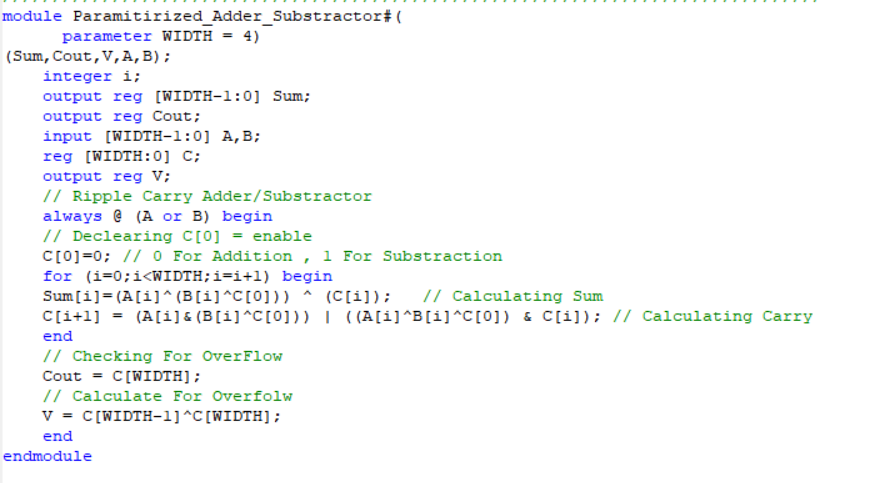 module Paramitirized_Adder_Substractor#(
parameter WIDTH = 4)
(Sum,Cout,V,A,B);
integer i;
output reg [WIDTH-1:0] Sum;
output reg Cout;
input [WIDTH-1:0] A,B;
reg [WIDTH:0] C;
output reg V;
// Ripple Carry Adder/Substractor
always @ (A or B) begin
// Declearing C[0] = enable
C[0]=0; // 0 For Addition , 1 For Substraction
for (i=0;i<WIDTH;i=i+1) begin
Sum[i]=(A[i]^(B[i]^C[0])) ^ (C[i]); // Calculating Sum
C[i+1] = (A[i]&(B[i]^C[0])) | ((A[i]^B[i]^C[0]) & C[i]); // Calculating Carry
end
// Checking For OverFlow
Cout = C[WIDTH];
// Calculate For Overfolw
V = C[WIDTH-1]^C[WIDTH];
end
endmodule